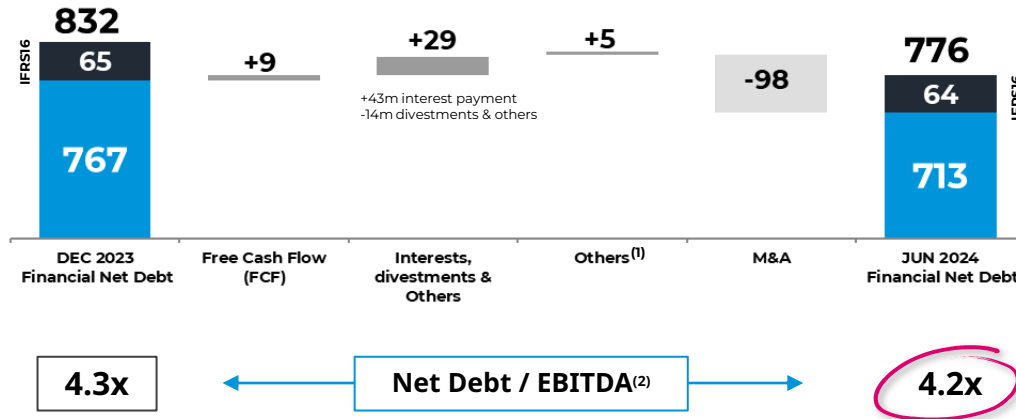 832
IFRS16
65
767
+9
+29
+43m interest payment
-14m divestments & others
+5
-98
776
64
IFRS16
713
DEC 2023
Financial Net Debt
Free Cash Flow
(FCF)
Interests,
divestments &
Others
Others(1)
M&A
JUN 2024
Financial Net Debt
4.3x
Net Debt / EBITDA(2)
4.2x